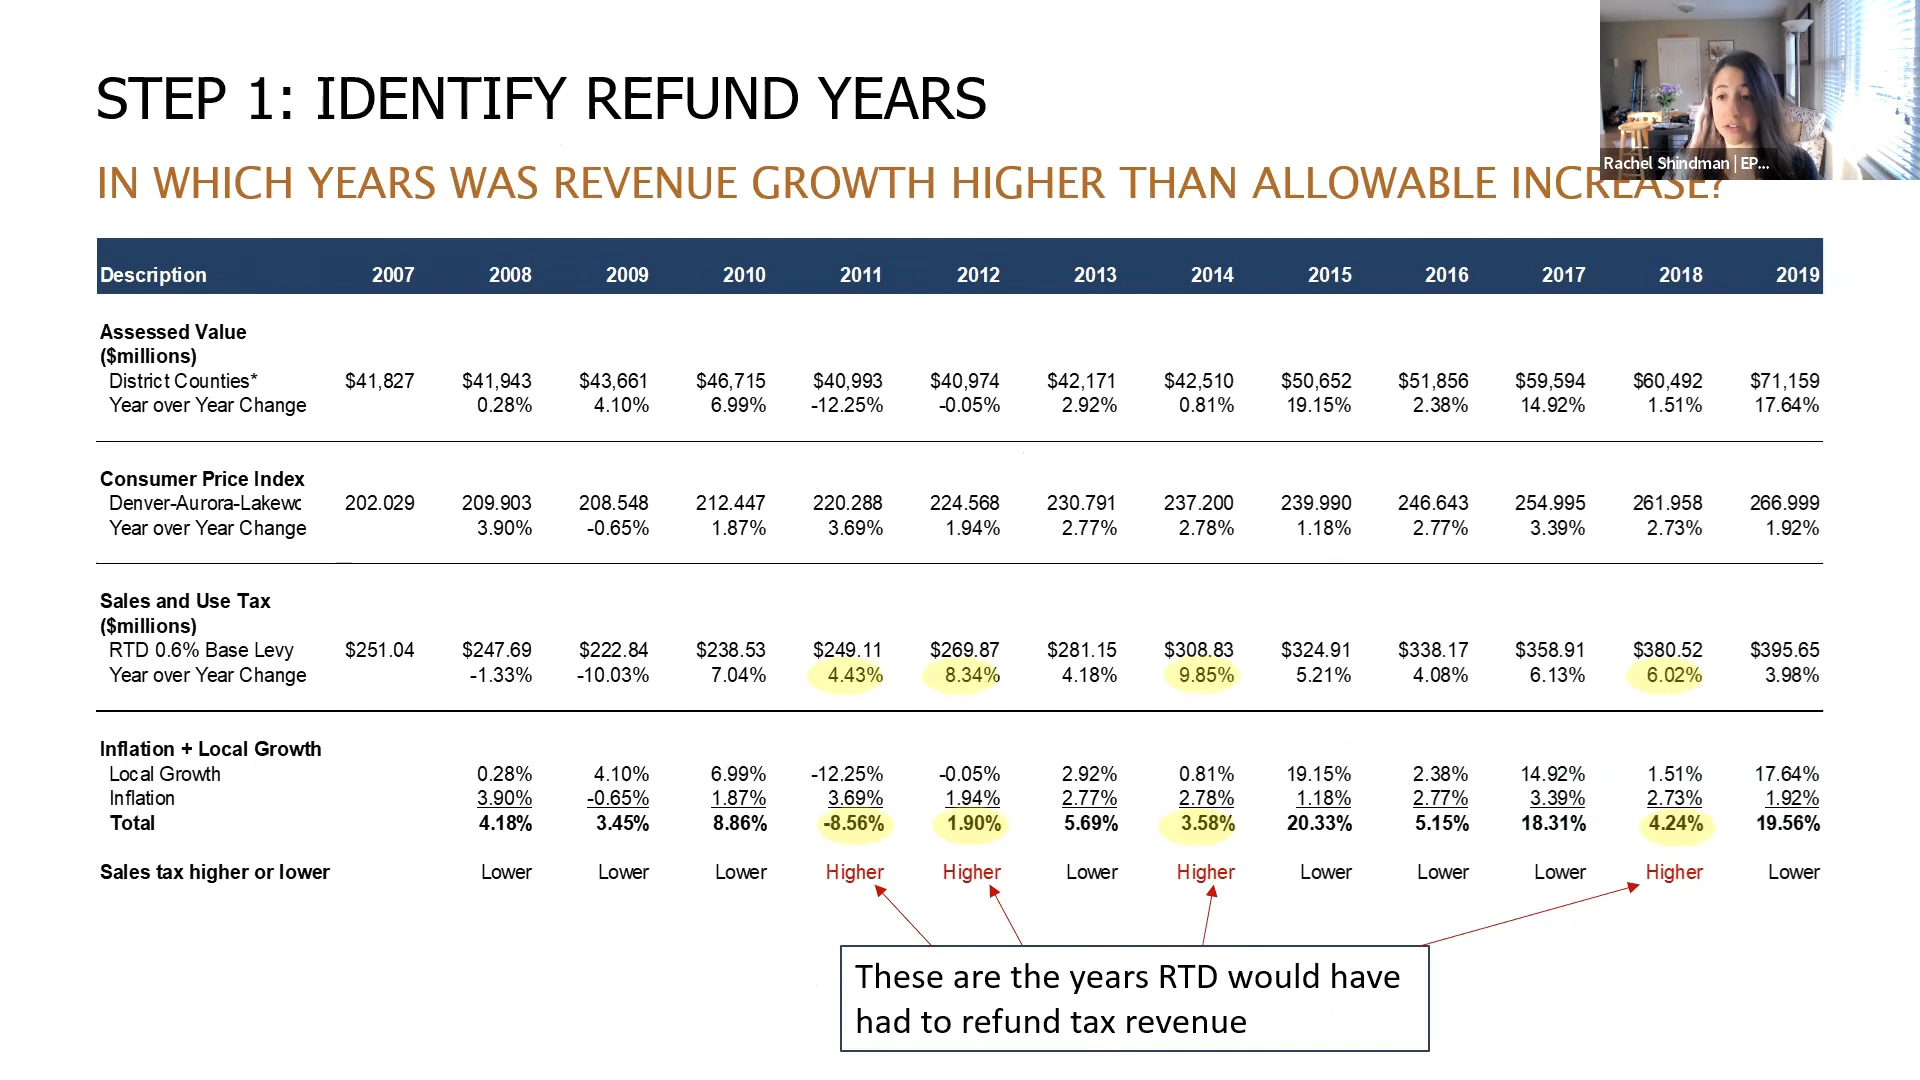 STEP 1: IDENTIFY REFUND YEARS
Rachel Shindman | EP...
IN WHICH YEARS WAS REVENUE GROWTH HIGHER THAN ALLOWABLE INCREASE?
Description 2007 2008 2009 2010 2011 2012 2013 2014 2015 2016 2017 2018 2019
Assessed Value
($millions)
District Counties* $41,827 $41,943 $43,661 $46,715 $40,993 $40,974 $42,171 $42,510 $50,652 $51,856 $59,594 $60,492 $71,159
Year over Year Change 0.28% 4.10% 6.99% -12.25% -0.05% 2.92% 0.81% 19.15% 2.38% 14.92% 1.51% 17.64%
Consumer Price Index
Denver-Aurora-Lakewc 202.029 209.903 208.548 212.447 220.288 224.568 230.791 237.200 239.990 246.643 254.995 261.958 266.999
Year over Year Change 3.90% -0.65% 1.87% 3.69% 1.94% 2.77% 2.78% 1.18% 2.77% 3.39% 2.73% 1.92%
Sales and Use Tax
($millions)
RTD 0.6% Base Levy $251.04 $247.69 $222.84 $238.53 $249.11 $269.87 $281.15 $308.83 $324.91 $338.17 $358.91 $380.52 $395.65
Year over Year Change -1.33% -10.03% 7.04% 4.43% 8.34% 4.18% 9.85% 5.21% 4.08% 6.13% 6.02% 3.98%
Inflation + Local Growth
Local Growth 0.28% 4.10% 6.99% -12.25% -0.05% 2.92% 0.81% 19.15% 2.38% 14.92% 1.51% 17.64%
Inflation 3.90% -0.65% 1.87% 3.69% 1.94% 2.77% 2.78% 1.18% 2.77% 3.39% 2.73% 1.92%
Total 4.18% 3.45% 8.86% -8.56% 1.90% 5.69% 3.58% 20.33% 5.15% 18.31% 4.24% 19.56%
Sales tax higher or lower Lower Lower Lower Higher Higher Lower Higher Lower Lower Lower Higher Lower
These are the years RTD would have
had to refund tax revenue